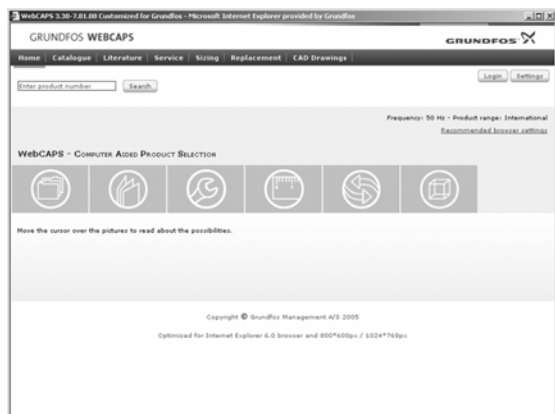 WebCAPS 3.30-7.01.08 Customized for Grundfos - Microsoft Internet Explorer provided by Grundfos
GRUNDFOS WEBCAPS
GRUNDFOS
Home Catalogue Literature Service Sizing Replacement CAD Drawings
Login Settings
Enter product number Search
Frequency: 50 Hz - Product range: International
Recommended browser settings
WebCAPS - Computer Aided Product Selection
Move the cursor over the pictures to read about the possibilities.
Copyright © Grundfos Management A/S 2005
Optimized for Internet Explorer 6.0 browser and 800*600px / 1024*768px